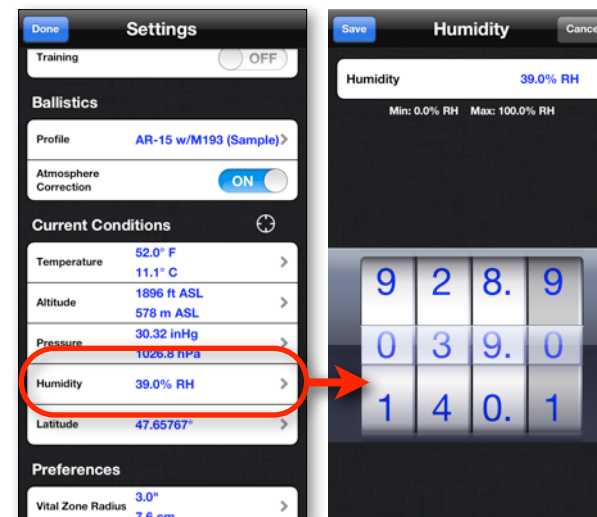 Done Settings
Training OFF
Ballistics
Profile AR-15 w/M193 (Sample)
Atmosphere
Correction ON
Current Conditions
Temperature 52.0° F
11.1° C
Altitude 1896 ft ASL
578 m ASL
Pressure 30.32 inHg
1026.8 hPa
Humidity 39.0% RH
Latitude 47.65767°
Preferences
Vital Zone Radius 3.0"
7.6 cm
Save Humidity Cance
Humidity 39.0% RH
Min: 0.0% RH Max: 100.0% RH
9 2 8. 9
0 3 9. 0
1 4 0. 1